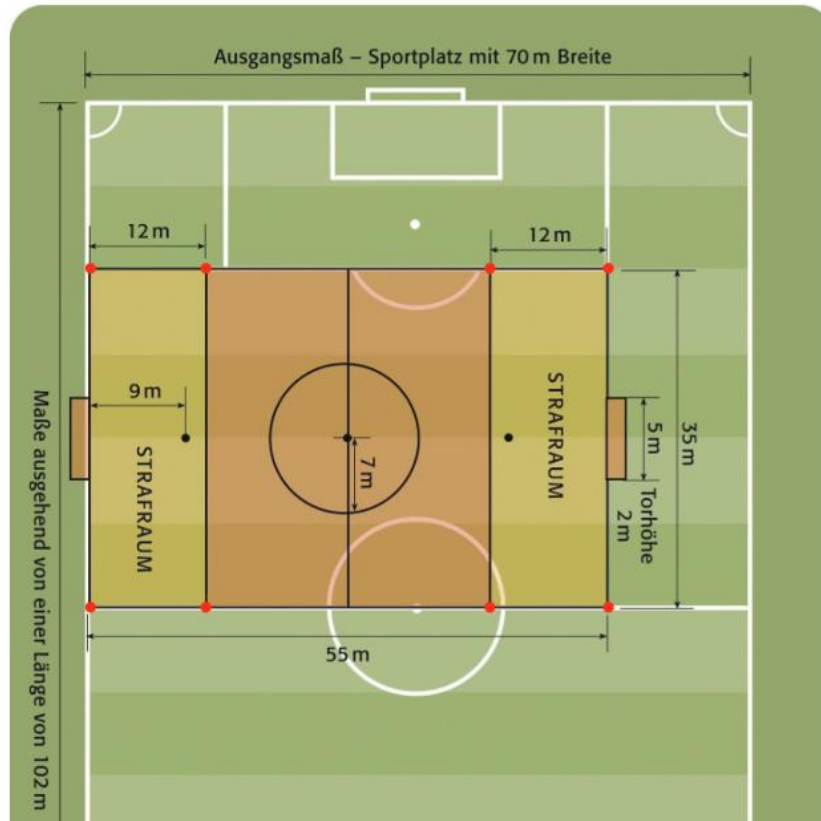 Ausgangsmaß – Sportplatz mit 70 m Breite
12 m
12 m
9 m
STRAFRAUM
STRAFRAUM
7 m
5 m
35 m
Torhöhe
2 m
55 m
Maße ausgehend von einer Länge von 102 m